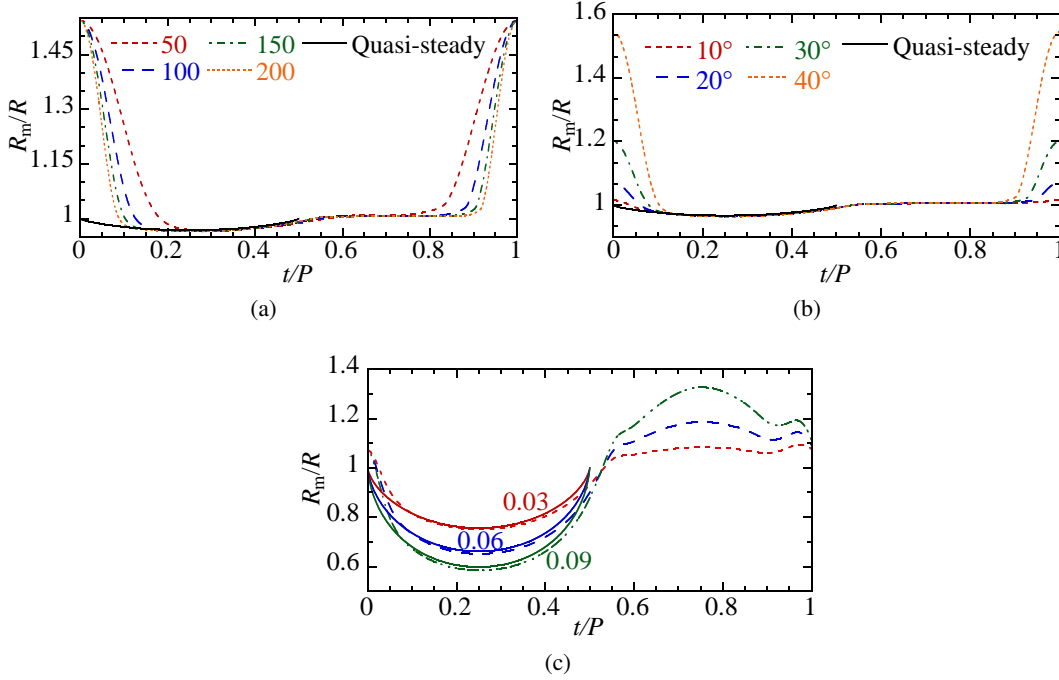 50 150 Quasi-steady
100 200
R_m/R
1.45
1.3
1.15
1
0 0.2 0.4 0.6 0.8 1
t/P
(a)
1.6
1.4
1.2
1
R_m/R
10° 30° Quasi-steady
20° 40°
0 0.2 0.4 0.6 0.8 1
t/P
(b)
1.4
1.2
1
0.8
0.6
R_m/R
0.03
0.06
0.09
0 0.2 0.4 0.6 0.8 1
t/P
(c)